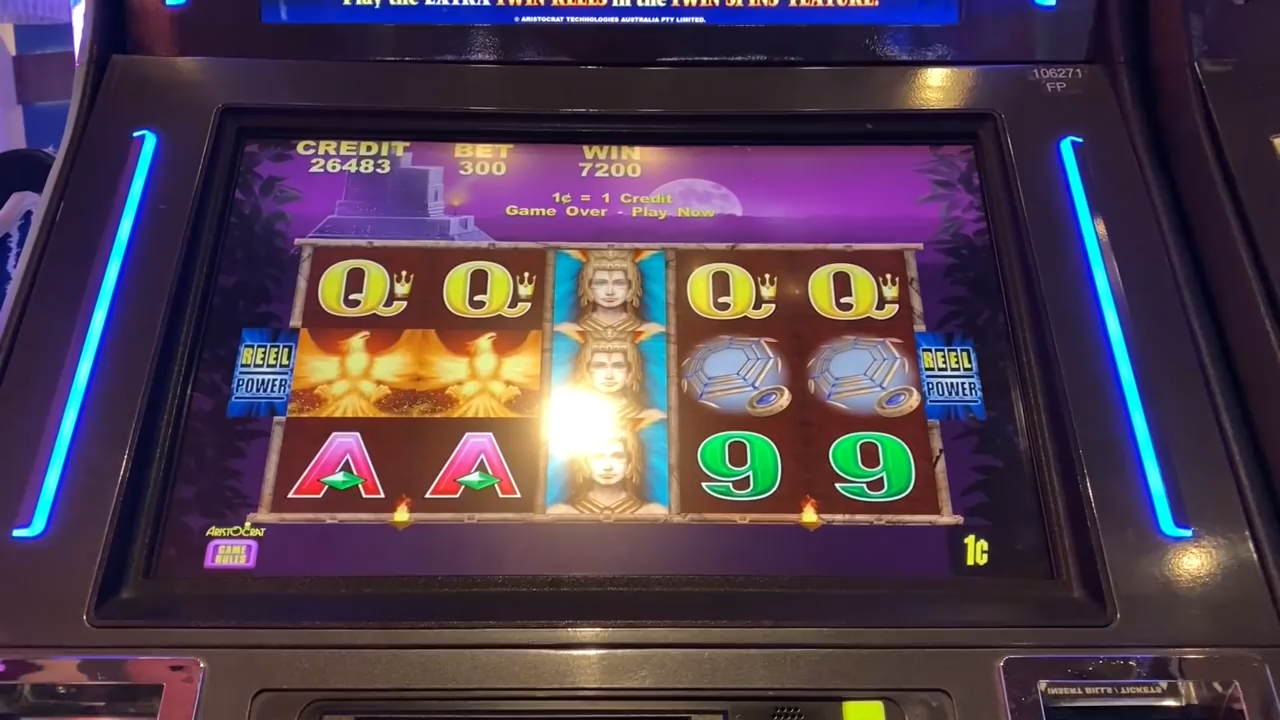 Play the EXTRA TWIN REELS in the TWIN SPINS FEATURE!
© ARISTOCRAT TECHNOLOGIES AUSTRALIA PTY LIMITED.
106271
FP
CREDIT BET WIN
26483 300 7200
1¢ = 1 Credit
Game Over - Play Now
Q Q Q Q
REEL POWER
REEL POWER
A A 9 9
ARISTOCRAT
GAME RULES
1¢
INSERT BILLS / TICKETS